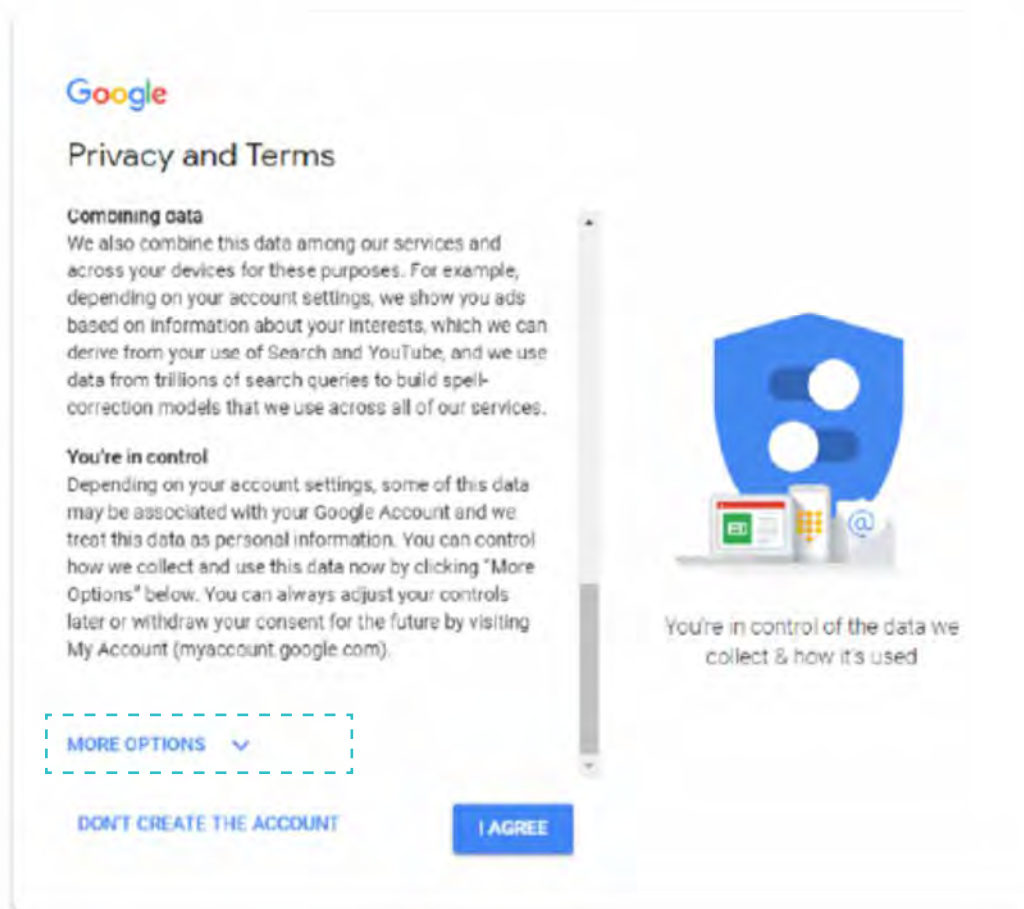 Google
Privacy and Terms
Combining data
We also combine this data among our services and
across your devices for these purposes. For example,
depending on your account settings, we show you ads
based on information about your interests, which we can
derive from your use of Search and YouTube, and we use
data from trillions of search queries to build spell-
correction models that we use across all of our services.
You're in control
Depending on your account settings, some of this data
may be associated with your Google Account and we
treat this data as personal information. You can control
how we collect and use this data now by clicking "More
Options" below. You can always adjust your controls
later or withdraw your consent for the future by visiting
My Account (myaccount.google.com).
MORE OPTIONS
DON'T CREATE THE ACCOUNT
I AGREE
@
You're in control of the data we
collect & how it's used